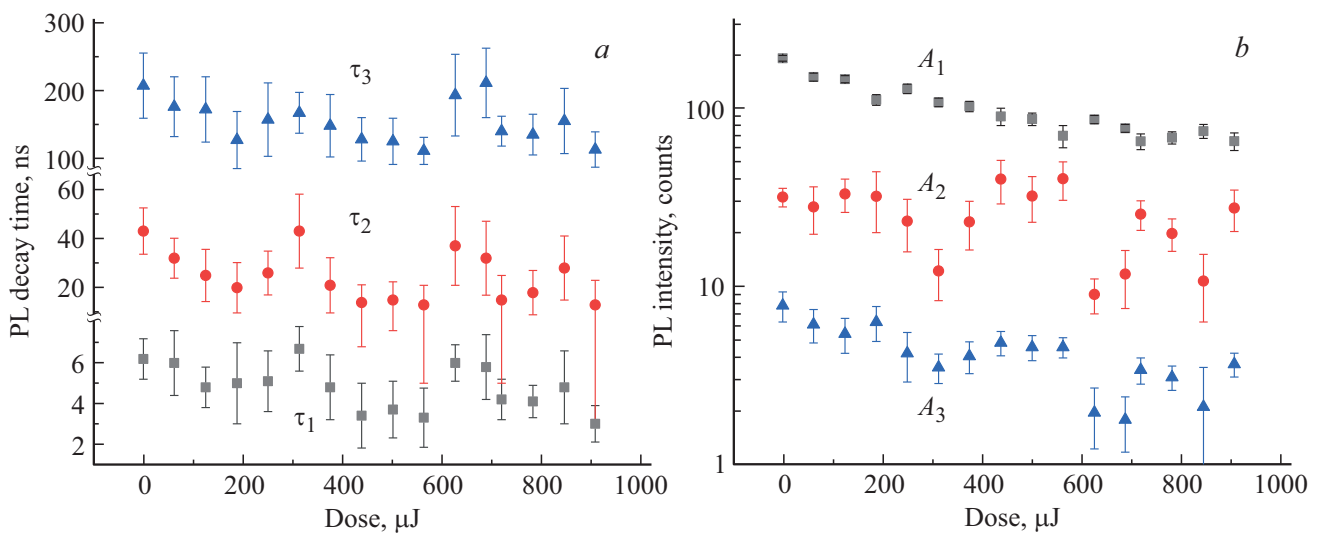 a
PL decay time, ns
300
200
100
60
40
20
6
4
2
τ3
τ2
τ1
0
200
400
600
800
1000
Dose, μJ
b
PL intensity, counts
100
10
1
A1
A2
A3
0
200
400
600
800
1000
Dose, μJ